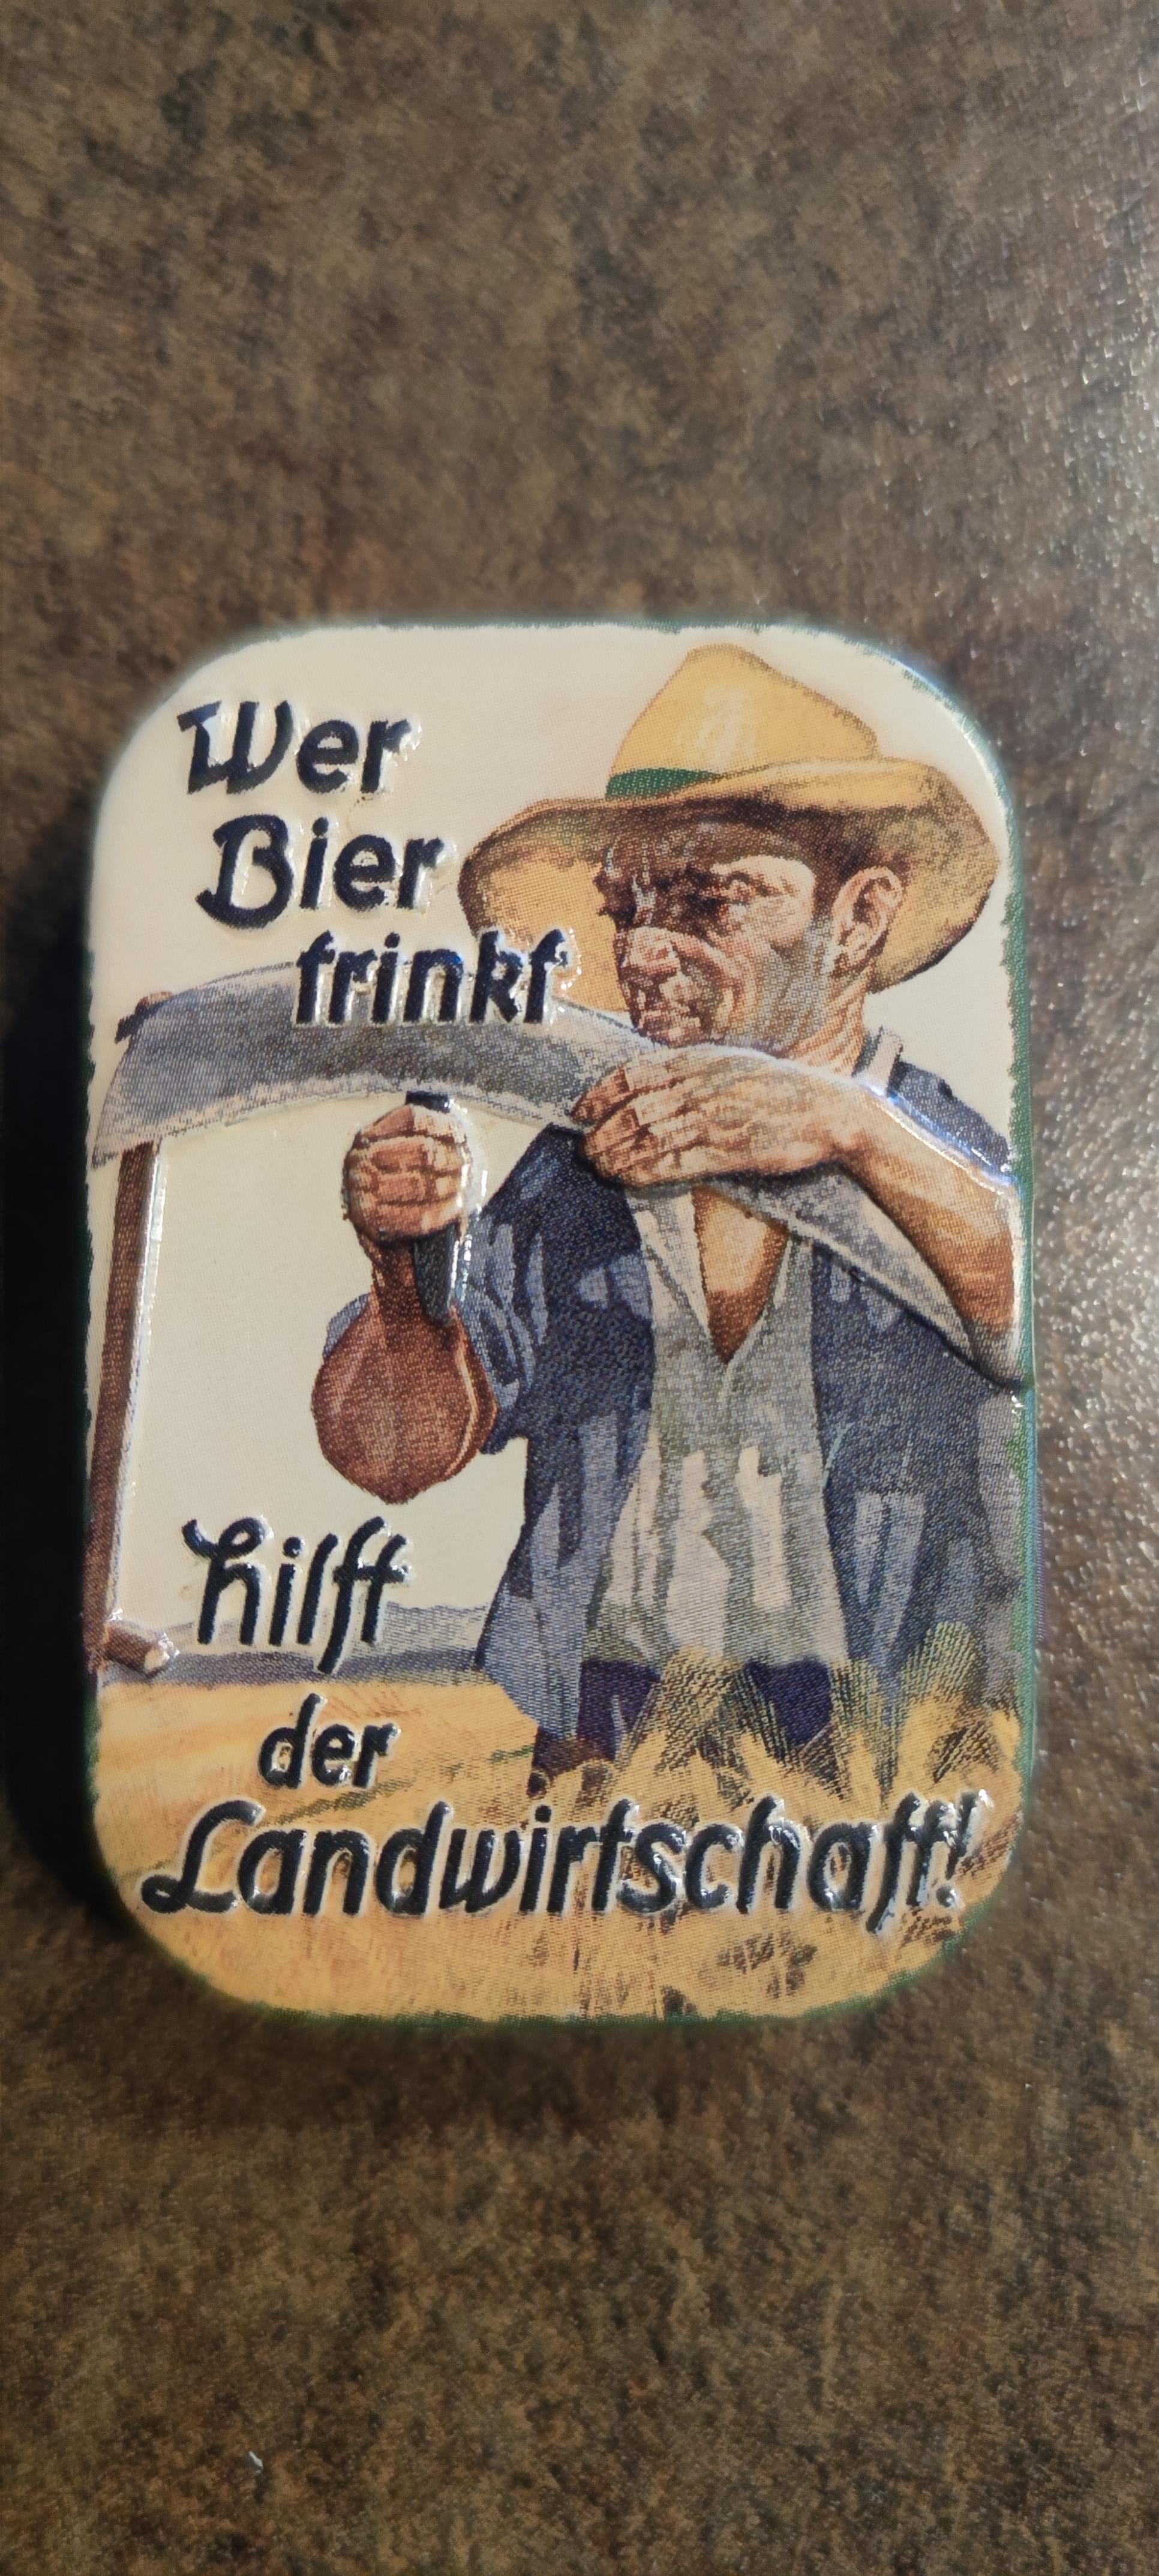 Wer
Bier
trinkt
hilft
der
Landwirtschaft!